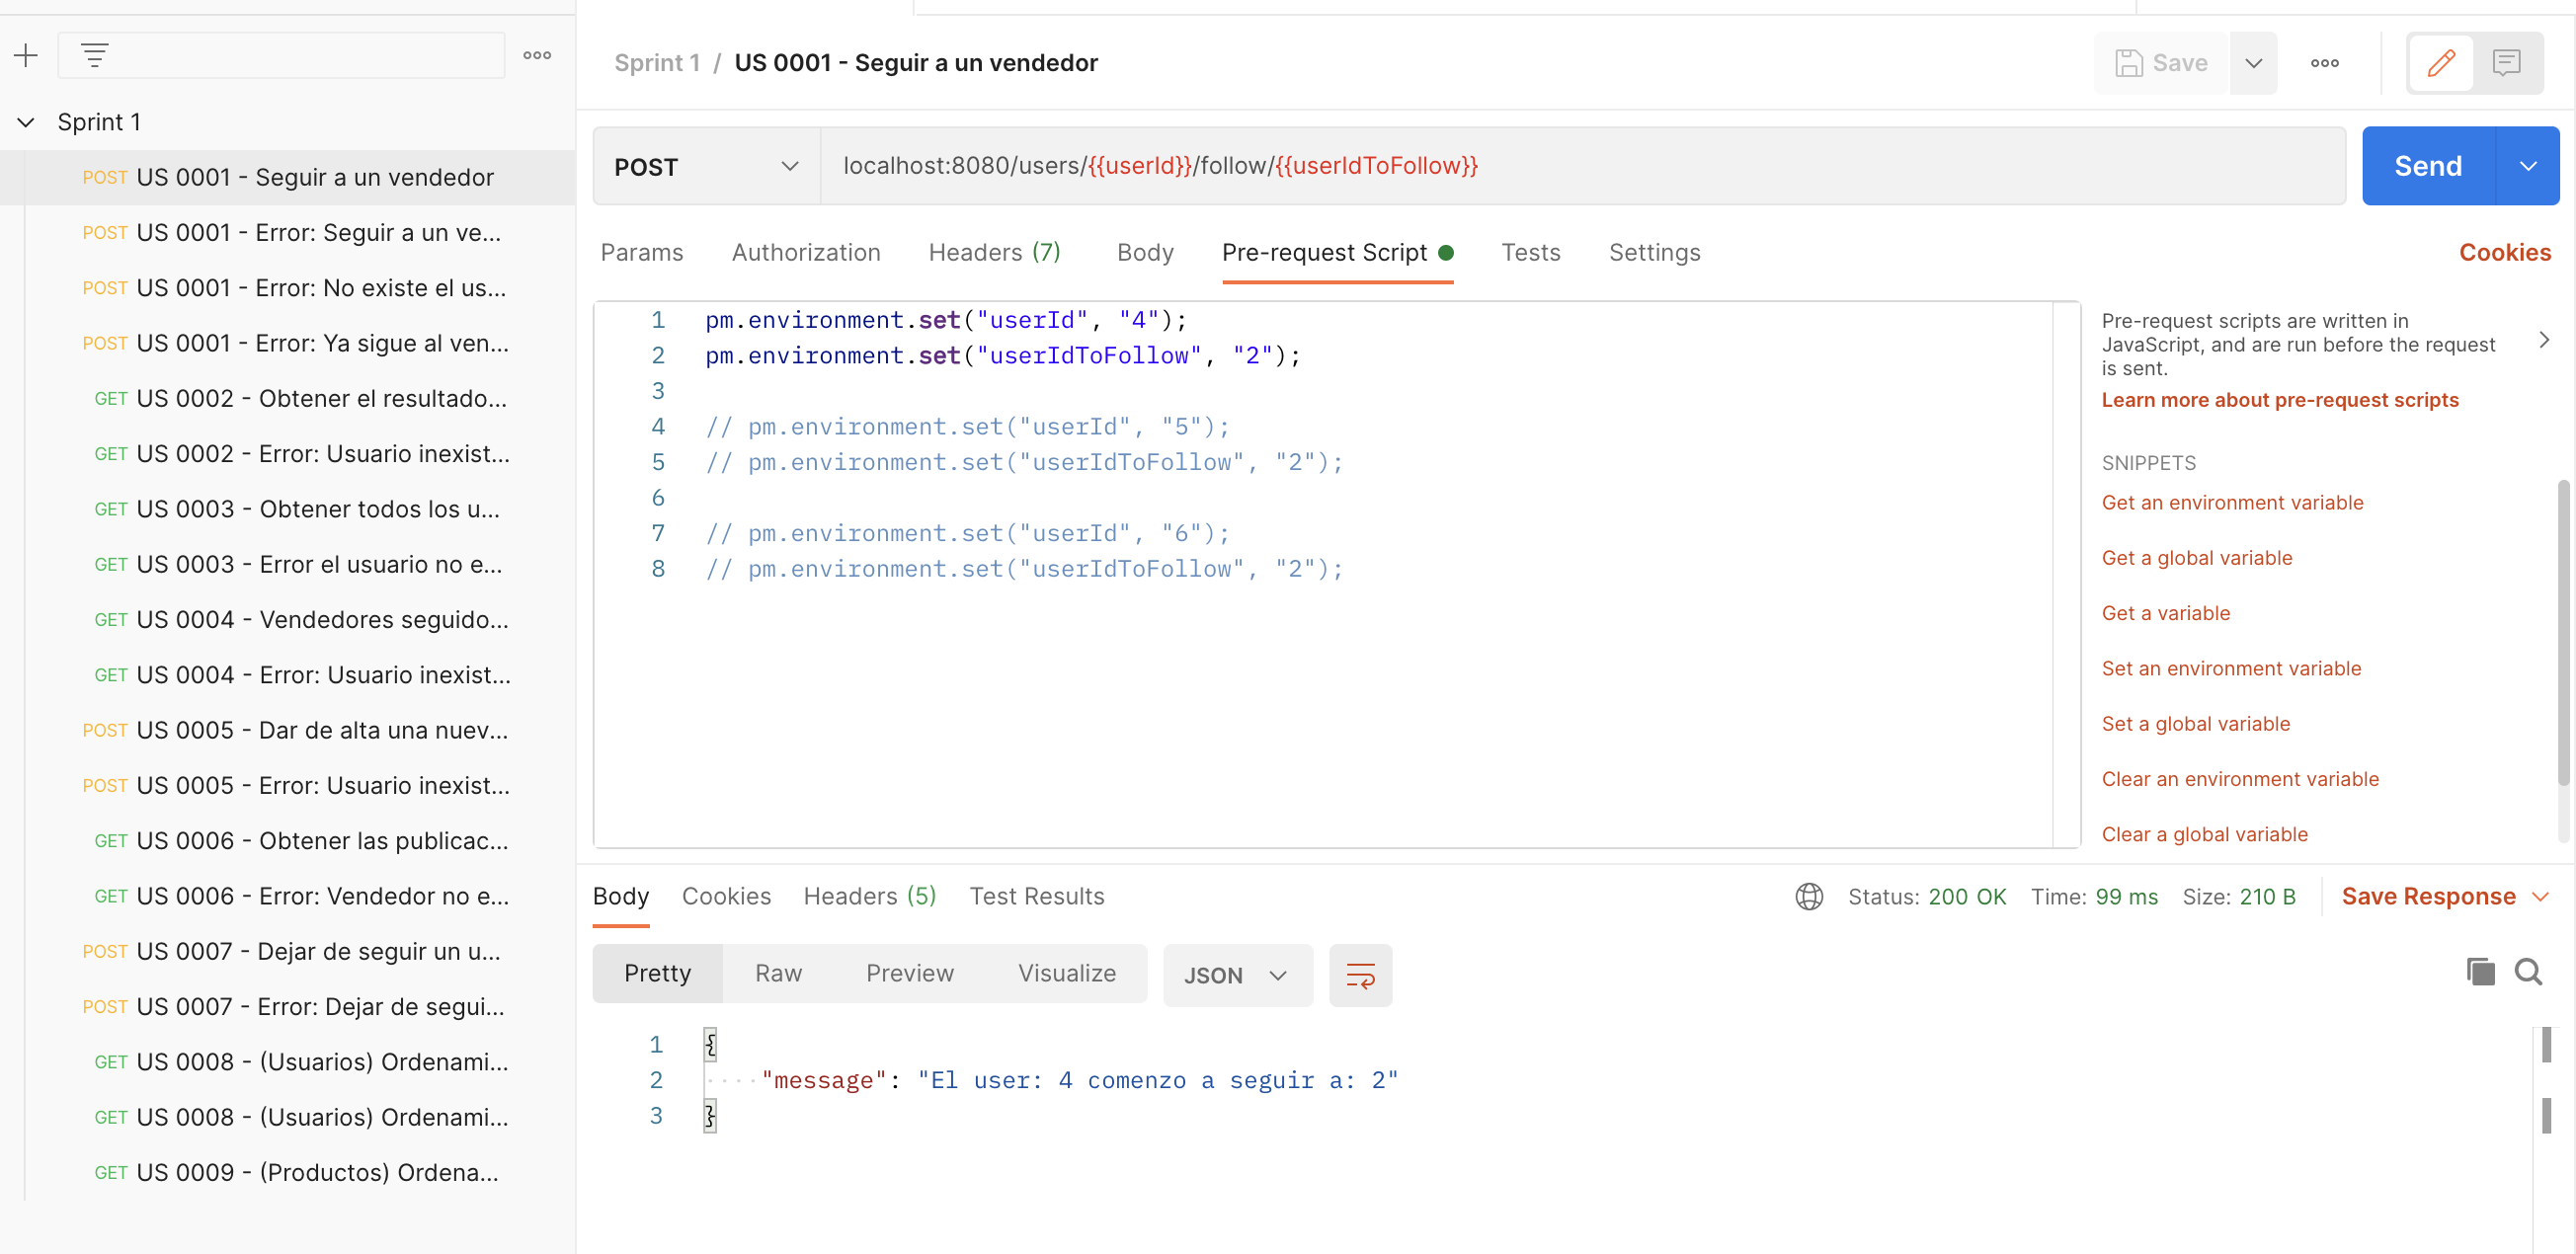 Sprint 1
POST US 0001 - Seguir a un vendedor
POST US 0001 - Error: Seguir a un ve...
POST US 0001 - Error: No existe el us...
POST US 0001 - Error: Ya sigue al ven...
GET US 0002 - Obtener el resultado...
GET US 0002 - Error: Usuario inexist...
GET US 0003 - Obtener todos los u...
GET US 0003 - Error el usuario no e...
GET US 0004 - Vendedores seguido...
GET US 0004 - Error: Usuario inexist...
POST US 0005 - Dar de alta una nuev...
POST US 0005 - Error: Usuario inexist...
GET US 0006 - Obtener las publicac...
GET US 0006 - Error: Vendedor no e...
POST US 0007 - Dejar de seguir un u...
POST US 0007 - Error: Dejar de segui...
GET US 0008 - (Usuarios) Ordenami...
GET US 0008 - (Usuarios) Ordenami...
GET US 0009 - (Productos) Ordena...
Sprint 1 / US 0001 - Seguir a un vendedor
Save
POST localhost:8080/users/{{userId}}/follow/{{userIdToFollow}}
Send
Params Authorization Headers (7) Body Pre-request Script Tests Settings Cookies
1 pm.environment.set("userId", "4");
2 pm.environment.set("userIdToFollow", "2");
3
4 // pm.environment.set("userId", "5");
5 // pm.environment.set("userIdToFollow", "2");
6
7 // pm.environment.set("userId", "6");
8 // pm.environment.set("userIdToFollow", "2");
Pre-request scripts are written in
JavaScript, and are run before the request
is sent.
Learn more about pre-request scripts
SNIPPETS
Get an environment variable
Get a global variable
Get a variable
Set an environment variable
Set a global variable
Clear an environment variable
Clear a global variable
Body Cookies Headers (5) Test Results
Status: 200 OK Time: 99 ms Size: 210 B Save Response
Pretty Raw Preview Visualize JSON
1 {
2 "message": "El user: 4 comenzo a seguir a: 2"
3 }